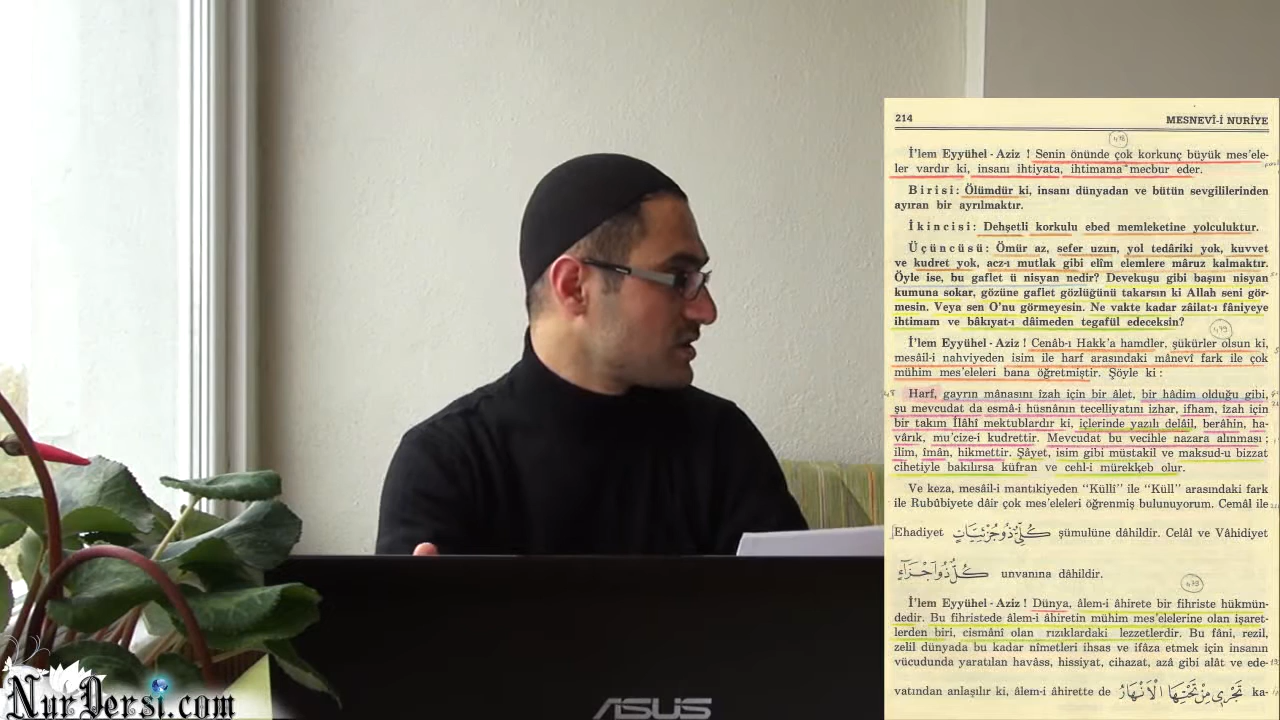 214 MESNEVÎ-İ NURİYE
İ'lem Eyyühel - Aziz ! Senin önünde çok korkunç büyük mes'ele-
ler vardır ki, insanı ihtiyata, ihtimama mecbur eder.
Birisi: Ölümdür ki, insanı dünyadan ve bütün sevgililerinden
ayıran bir ayrılmaktır.
İkincisi: Dehşetli korkulu ebed memleketine yolculuktur.
Üçüncüsü: Ömür az, sefer uzun, yol tedâriki yok, kuvvet
ve kudret yok, acz-ı mutlak gibi elîm elemlere mâruz kalmaktır.
Öyle ise, bu gaflet ü nisyan nedir? Devekuşu gibi başını nisyan
kumuna sokar, gözüne gaflet gözlüğünü takarsın ki Allah seni gör-
mesin. Veya sen O'nu görmeyesin. Ne vakte kadar zâilat-ı fâniyeye
ihtimam ve bâkıyat-ı dâimeden tegafül edeceksin?
479
İ'lem Eyyühel - Aziz ! Cenâb-ı Hakk'a hamdler, şükürler olsun ki,
mesâil-i nahviyeden isim ile harf arasındaki mânevî fark ile çok
mühim mes'eleleri bana öğretmiştir. Şöyle ki :
Harf, gayrın mânasını îzah için bir âlet, bir hâdim olduğu gibi,
şu mevcudat da esmâ-i hüsnânın tecelliyatını izhar, ifham, îzah için
bir takım İlâhî mektublardır ki, içlerinde yazılı delâil, berâhin, ha-
vârık, mu'cize-i kudrettir. Mevcudat bu vecihle nazara alınması ;
ilim, îmân, hikmettir. Şâyet, isim gibi müstakil ve maksud-u bizzat
cihetiyle bakılırsa küfran ve cehl-i mürekkeb olur.
Ve keza, mesâil-i mantıkiyeden "Küllî" ile "Küll" arasındaki fark
ile Rubûbiyete dâir çok mes'eleleri öğrenmiş bulunuyorum. Cemâl ile
Ehadiyet كُلِّىٌّ ذُو جُزْئِيَّاتٍ şümulüne dâhildir. Celâl ve Vâhidiyet
كُلٌّ ذُو اَجْزَاءٍ unvanına dâhildir.
İ'lem Eyyühel - Aziz ! Dünya, âlem-i âhirete bir fihriste hükmün-
dedir. Bu fihristede âlem-i âhiretin mühim mes'elelerine olan işaret-
lerden biri, cismânî olan rızıklardaki lezzetlerdir. Bu fâni, rezil,
zelil dünyada bu kadar nîmetleri ihsas ve ifâza etmek için insanın
vücudunda yaratılan havâss, hissiyat, cihazat, azâ gibi alât ve ede-
vatından anlaşılır ki, âlem-i âhirette de تَجْرِى مِنْ تَحْتِهَا الْاَنْهَارُ ka-
NurDersi.com
ASUS